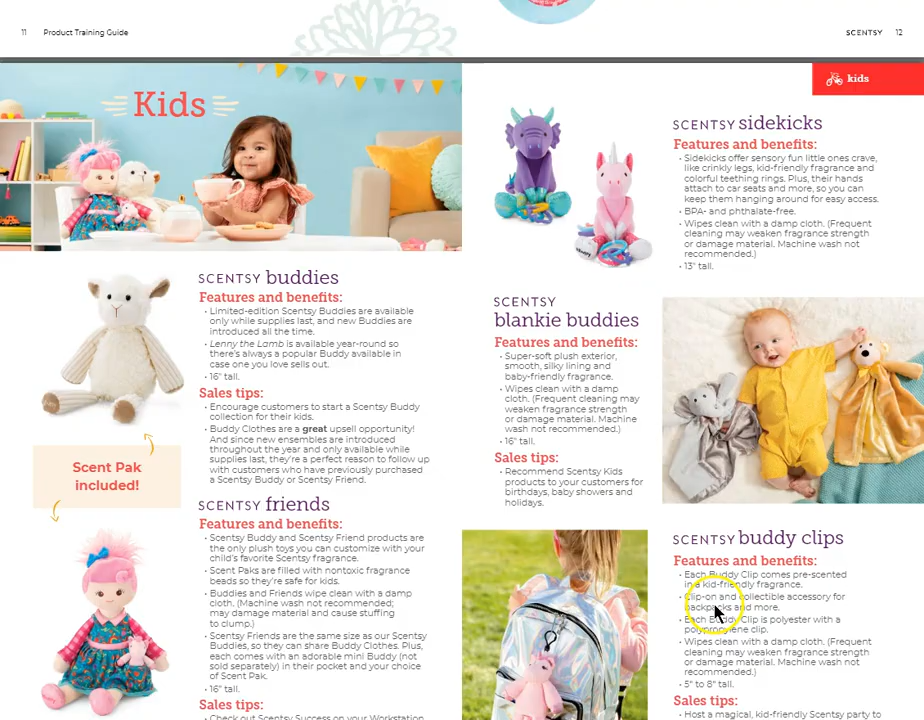 11 Product Training Guide
SCENTSY 12
Kids
kids
SCENTSY buddies
Features and benefits:
• Limited-edition Scentsy Buddies are available
only while supplies last, and new Buddies are
introduced all the time.
• Lenny the Lamb is available year-round so
there's always a popular Buddy available in
case one you love sells out.
• 16" tall.
Sales tips:
• Encourage customers to start a Scentsy Buddy
collection for their kids.
• Buddy Clothes are a great upsell opportunity!
And since new ensembles are introduced
throughout the year and only available while
supplies last, they're a perfect reason to follow up
with customers who have previously purchased
a Scentsy Buddy or Scentsy Friend.
Scent Pak
included!
SCENTSY friends
Features and benefits:
• Scentsy Buddy and Scentsy Friend products are
the only plush toys you can customize with your
child's favorite Scentsy fragrance.
• Scent Paks are filled with nontoxic fragrance
beads so they're safe for kids.
• Buddies and Friends wipe clean with a damp
cloth. (Machine wash not recommended;
may damage material and cause stuffing
to clump.)
• Scentsy Friends are the same size as our Scentsy
Buddies, so they can share Buddy Clothes. Plus,
each comes with an adorable mini Buddy (not
sold separately) in their pocket and your choice
of Scent Pak.
• 16" tall.
Sales tips:
• Check out Scentsy Success on your Workstation
SCENTSY sidekicks
Features and benefits:
• Sidekicks offer sensory fun little ones crave,
like crinkly legs, kid-friendly fragrance and
colorful teething rings. Plus, their hands
attach to car seats and more, so you can
keep them hanging around for easy access.
• BPA- and phthalate-free.
• Wipes clean with a damp cloth. (Frequent
cleaning may weaken fragrance strength
or damage material. Machine wash not
recommended.)
• 13" tall.
SCENTSY
blankie buddies
Features and benefits:
• Super-soft plush exterior,
smooth, silky lining and
baby-friendly fragrance.
• Wipes clean with a damp
cloth. (Frequent cleaning may
weaken fragrance strength
or damage material. Machine
wash not recommended.)
• 16" tall.
Sales tips:
• Recommend Scentsy Kids
products to your customers for
birthdays, baby showers and
holidays.
SCENTSY buddy clips
Features and benefits:
• Each Buddy Clip comes pre-scented
in a kid-friendly fragrance.
• Clip-on and collectible accessory for
backpacks and more.
• Each Buddy Clip is polyester with a
clip.
• Wipes clean with a damp cloth. (Frequent
cleaning may weaken fragrance strength
or damage material. Machine wash not
recommended.)
• 5" to 8" tall.
Sales tips:
• Host a magical, kid-friendly Scentsy party to